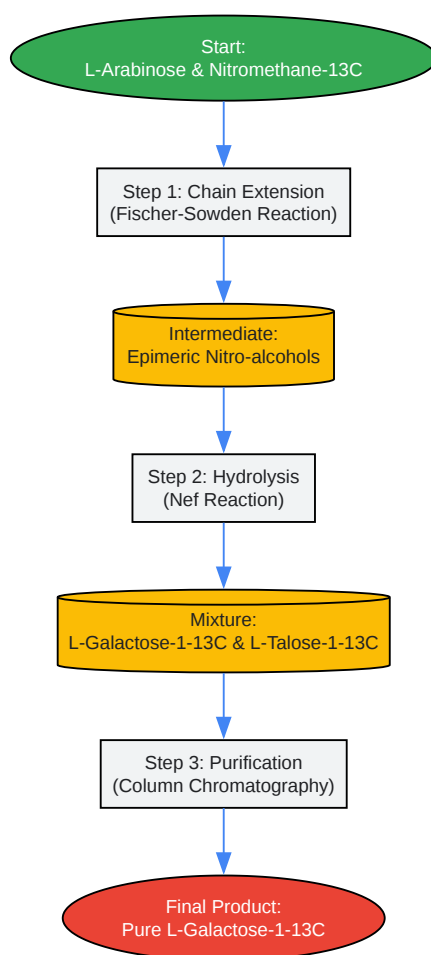 Start:
L-Arabinose & Nitromethane-13C
Step 1: Chain Extension
(Fischer-Sowden Reaction)
Intermediate:
Epimeric Nitro-alcohols
Step 2: Hydrolysis
(Nef Reaction)
Mixture:
L-Galactose-1-13C & L-Talose-1-13C
Step 3: Purification
(Column Chromatography)
Final Product:
Pure L-Galactose-1-13C